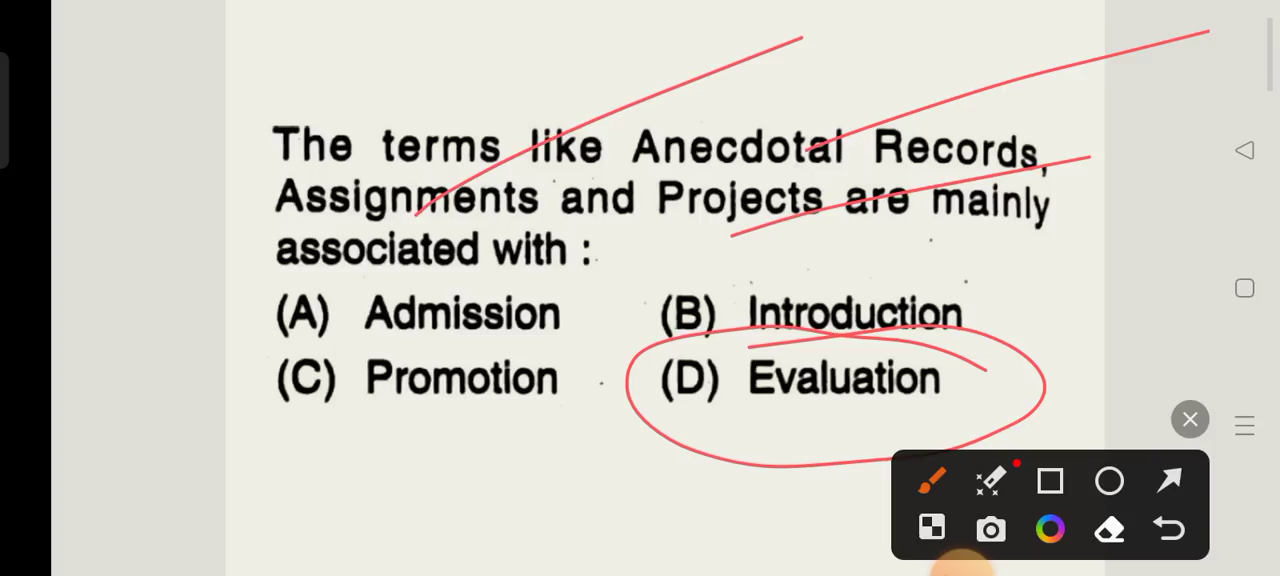 The terms like Anecdotal Records,
Assignments and Projects are mainly
associated with :
(A) Admission (B) Introduction
(C) Promotion (D) Evaluation